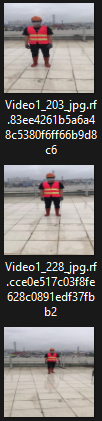 Video1_203_jpg.rf
.83ee4261b5a6a4
8c5380f6ff66b9d8
c6
Video1_228_jpg.rf
.cce0e517c03f8fe
628c0891edf37fb
b2